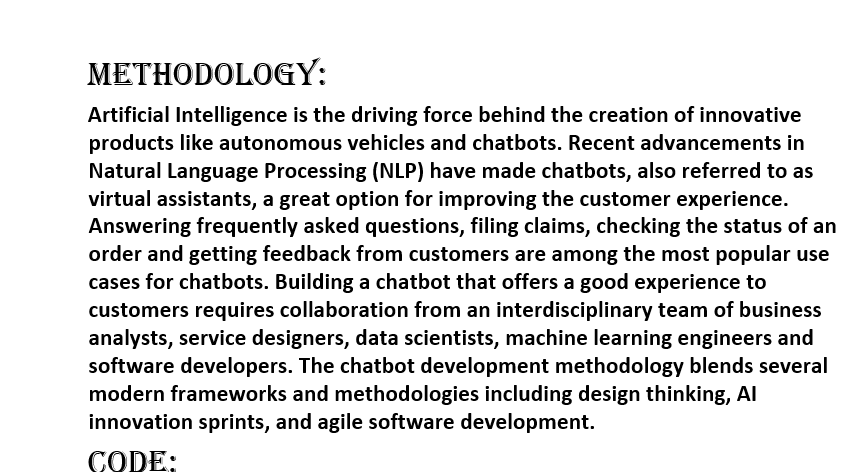 METHODOLOGY:
Artificial Intelligence is the driving force behind the creation of innovative
products like autonomous vehicles and chatbots. Recent advancements in
Natural Language Processing (NLP) have made chatbots, also referred to as
virtual assistants, a great option for improving the customer experience.
Answering frequently asked questions, filing claims, checking the status of an
order and getting feedback from customers are among the most popular use
cases for chatbots. Building a chatbot that offers a good experience to
customers requires collaboration from an interdisciplinary team of business
analysts, service designers, data scientists, machine learning engineers and
software developers. The chatbot development methodology blends several
modern frameworks and methodologies including design thinking, AI
innovation sprints, and agile software development.
CODE: